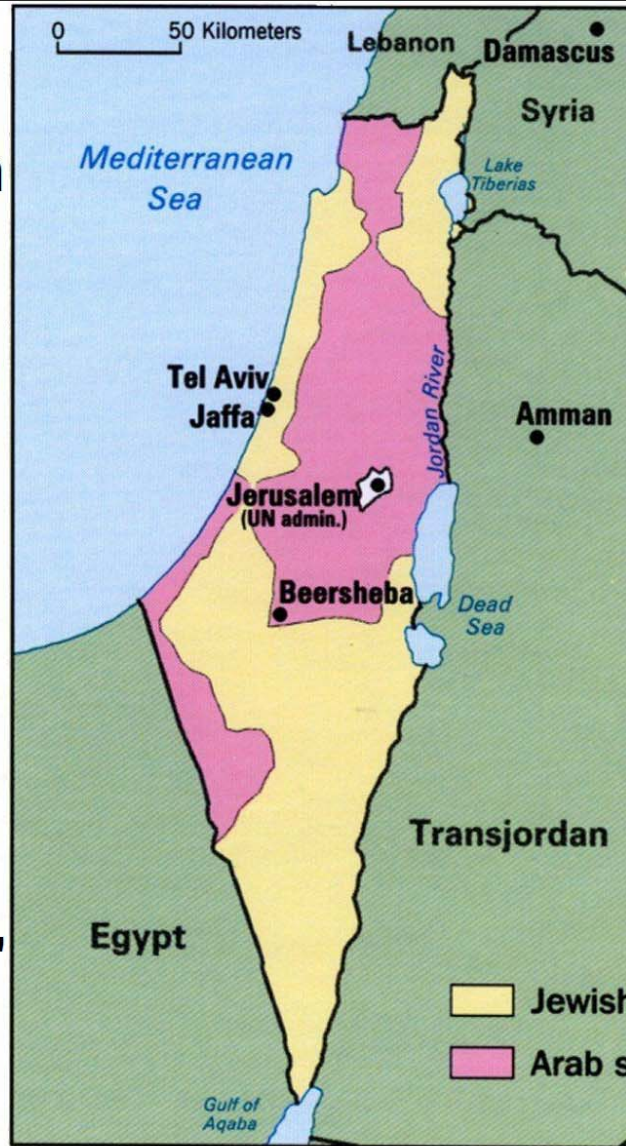 0 50 Kilometers
Lebanon
Damascus
Syria
Mediterranean
Sea
Lake
Tiberias
Tel Aviv
Jaffa
Jordan River
Amman
Jerusalem
(UN admin.)
Beersheba
Dead
Sea
Transjordan
Egypt
Jewish
Arab s
Gulf of
Aqaba